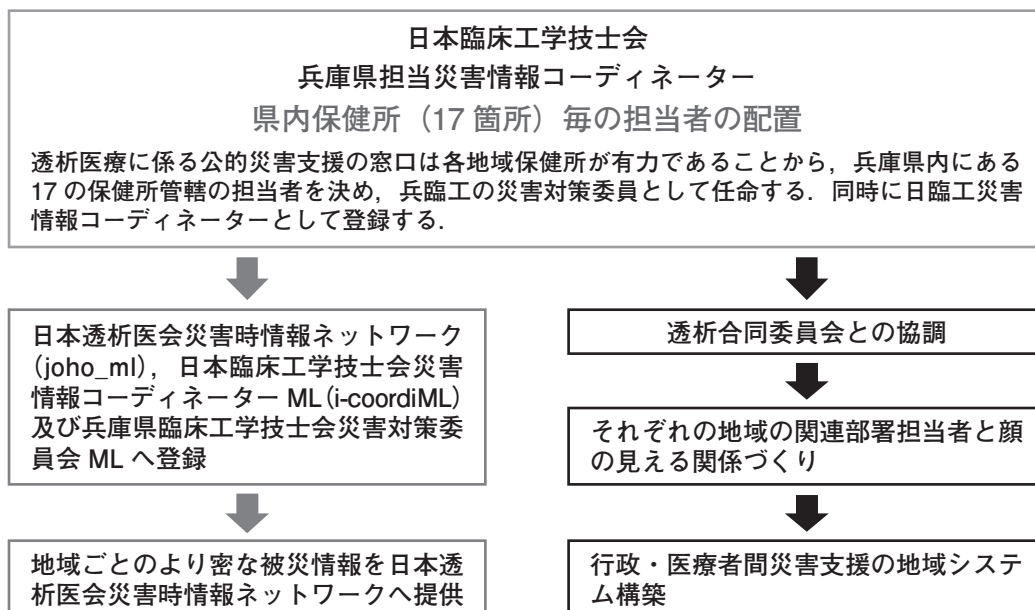 日本臨床工学技士会
兵庫県担当災害情報コーディネーター
県内保健所（17 箇所）毎の担当者の配置
透析医療に係る公的災害支援の窓口は各地域保健所が有力であることから，兵庫県内にある
17 の保健所管轄の担当者を決め，兵臨工の災害対策委員として任命する．同時に日臨工災害
情報コーディネーターとして登録する．
日本透析医会災害時情報ネットワーク
(joho_ml)，日本臨床工学技士会災害
情報コーディネーター ML(i-coordiML)
及び兵庫県臨床工学技士会災害対策委
員会 ML へ登録
地域ごとのより密な被災情報を日本透
析医会災害時情報ネットワークへ提供
透析合同委員会との協調
それぞれの地域の関連部署担当者と顔
の見える関係づくり
行政・医療者間災害支援の地域システ
ム構築